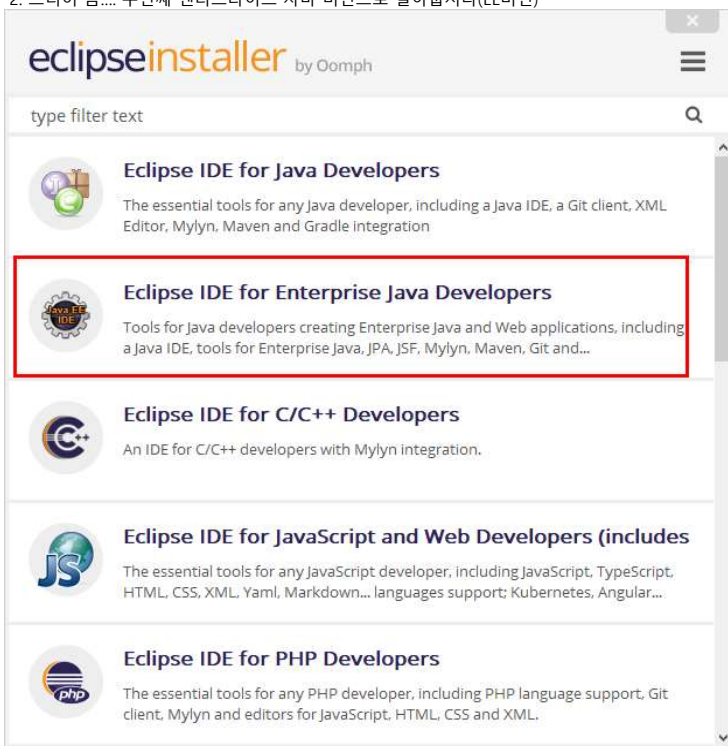 eclipseinstaller by Oomph
type filter text
Eclipse IDE for Java Developers
The essential tools for any Java developer, including a Java IDE, a Git client, XML
Editor, Mylyn, Maven and Gradle integration
Java EE
IDE
Eclipse IDE for Enterprise Java Developers
Tools for Java developers creating Enterprise Java and Web applications, including
a Java IDE, tools for Enterprise Java, JPA, JSF, Mylyn, Maven, Git and...
C++
Eclipse IDE for C/C++ Developers
An IDE for C/C++ developers with Mylyn integration.
JS
Eclipse IDE for JavaScript and Web Developers (includes
The essential tools for any JavaScript developer, including JavaScript, TypeScript,
HTML, CSS, XML, Yaml, Markdown... languages support; Kubernetes, Angular...
php
Eclipse IDE for PHP Developers
The essential tools for any PHP developer, including PHP language support, Git
client, Mylyn and editors for JavaScript, HTML, CSS and XML.